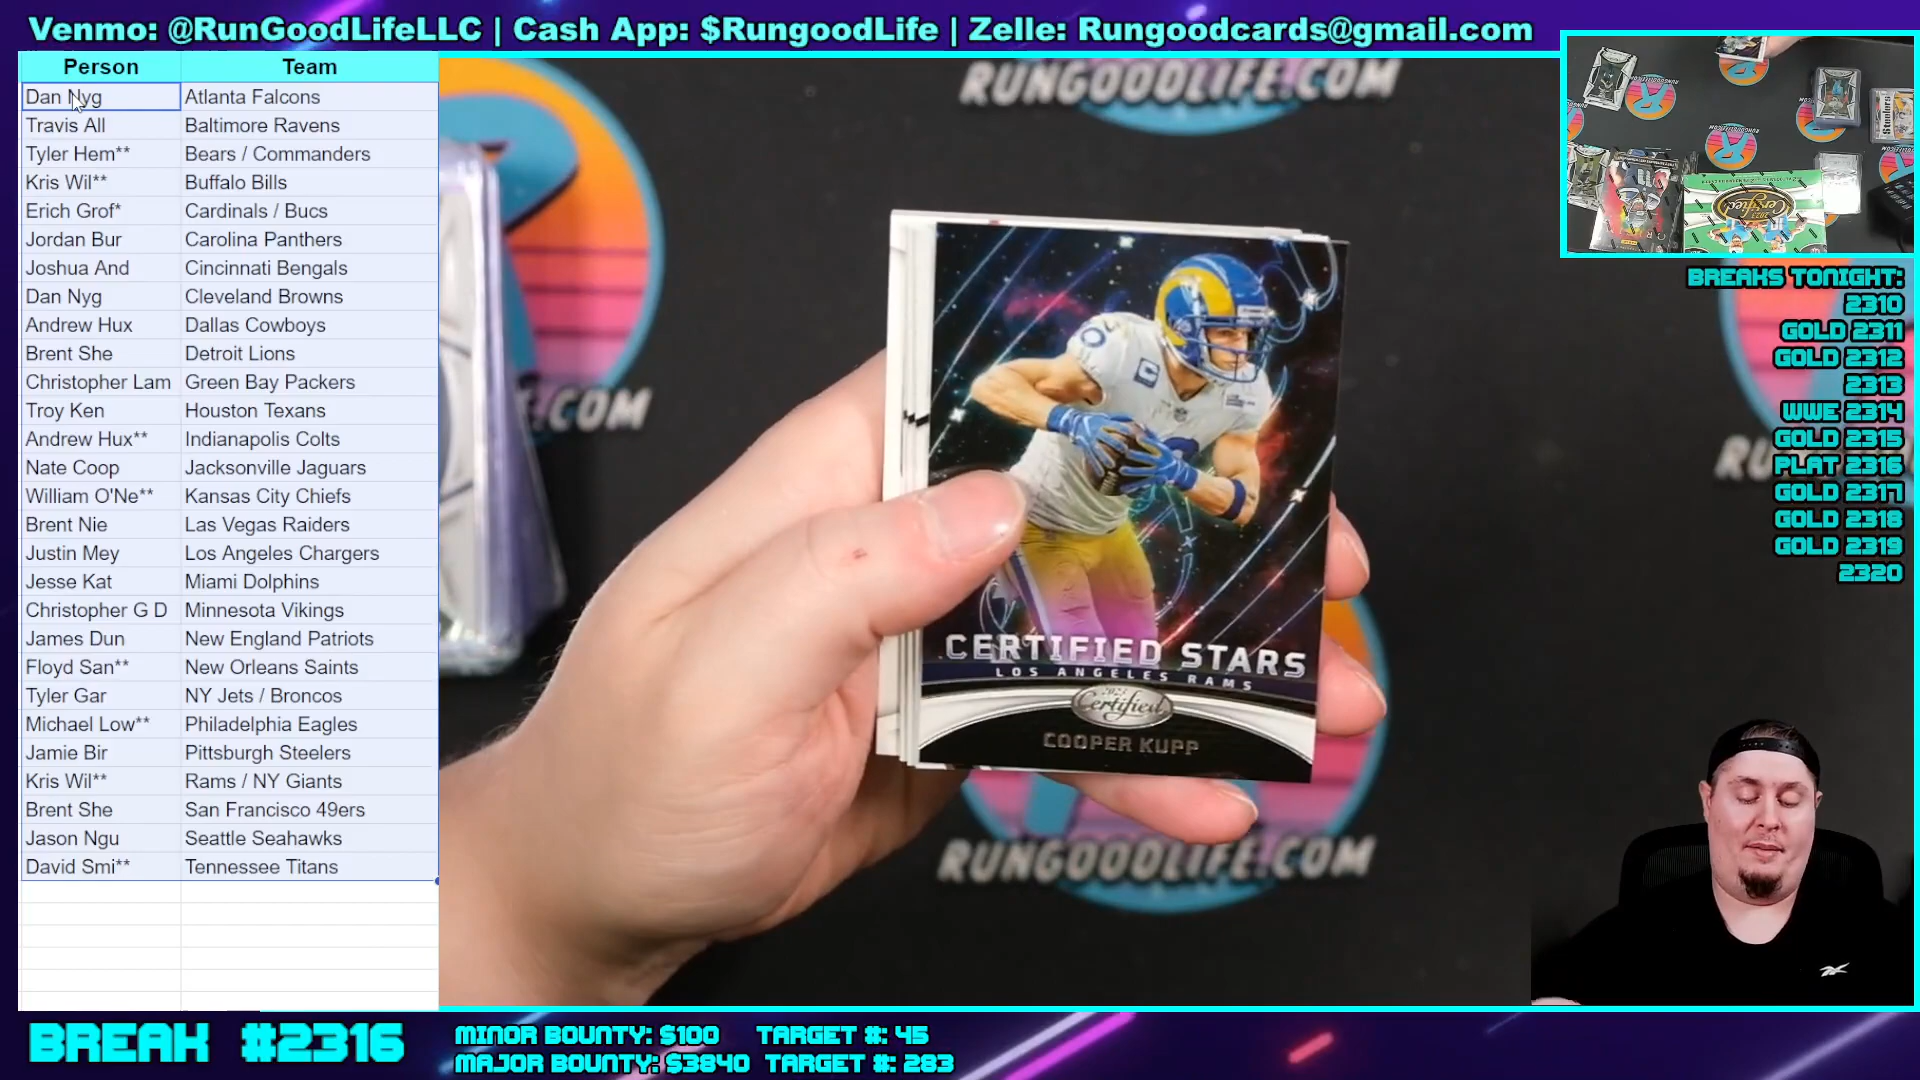 Venmo: @RunGoodLifeLLC | Cash App: $RungoodLife | Zelle: Rungoodcards@gmail.com
Person Team
Dan Nyg Atlanta Falcons
Travis All Baltimore Ravens
Tyler Hem** Bears / Commanders
Kris Wil** Buffalo Bills
Erich Grof* Cardinals / Bucs
Jordan Bur Carolina Panthers
Joshua And Cincinnati Bengals
Dan Nyg Cleveland Browns
Andrew Hux Dallas Cowboys
Brent She Detroit Lions
Christopher Lam Green Bay Packers
Troy Ken Houston Texans
Andrew Hux** Indianapolis Colts
Nate Coop Jacksonville Jaguars
William O'Ne** Kansas City Chiefs
Brent Nie Las Vegas Raiders
Justin Mey Los Angeles Chargers
Jesse Kat Miami Dolphins
Christopher G D Minnesota Vikings
James Dun New England Patriots
Floyd San** New Orleans Saints
Tyler Gar NY Jets / Broncos
Michael Low** Philadelphia Eagles
Jamie Bir Pittsburgh Steelers
Kris Wil** Rams / NY Giants
Brent She San Francisco 49ers
Jason Ngu Seattle Seahawks
David Smi** Tennessee Titans
RUNGOODLIFE.COM
E.COM
CERTIFIED STARS
LOS ANGELES RAMS
2023
Certified
COOPER KUPP
RUNGOODLIFE.COM
Steelers
Certified
BREAKS TONIGHT:
2310
GOLD 2311
GOLD 2312
2313
WWE 2314
GOLD 2315
PLAT 2316
GOLD 2317
GOLD 2318
GOLD 2319
2320
BREAK #2316
MINOR BOUNTY: $100 TARGET #: 45
MAJOR BOUNTY: $3840 TARGET #: 283